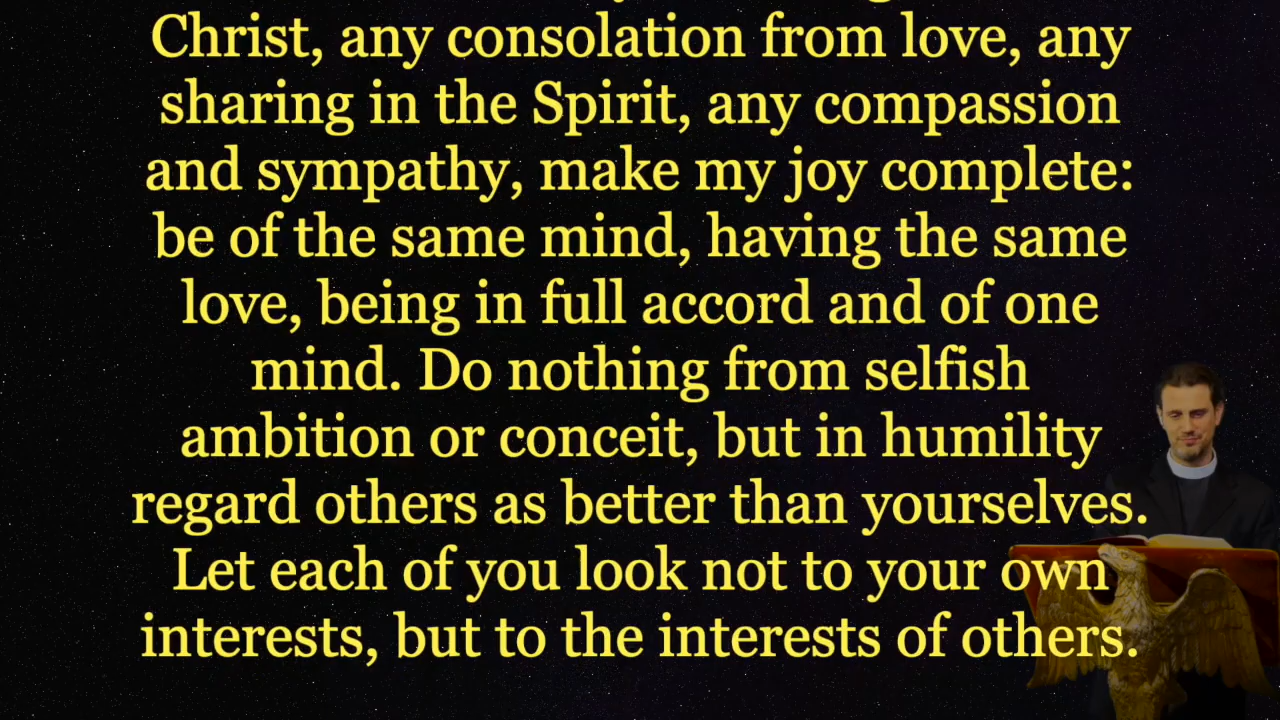 Christ, any consolation from love, any
sharing in the Spirit, any compassion
and sympathy, make my joy complete:
be of the same mind, having the same
love, being in full accord and of one
mind. Do nothing from selfish
ambition or conceit, but in humility
regard others as better than yourselves.
Let each of you look not to your own
interests, but to the interests of others.